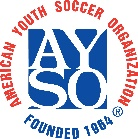 AMERICAN YOUTH SOCCER ORGANIZATION
AY
SO
FOUNDED 1964®